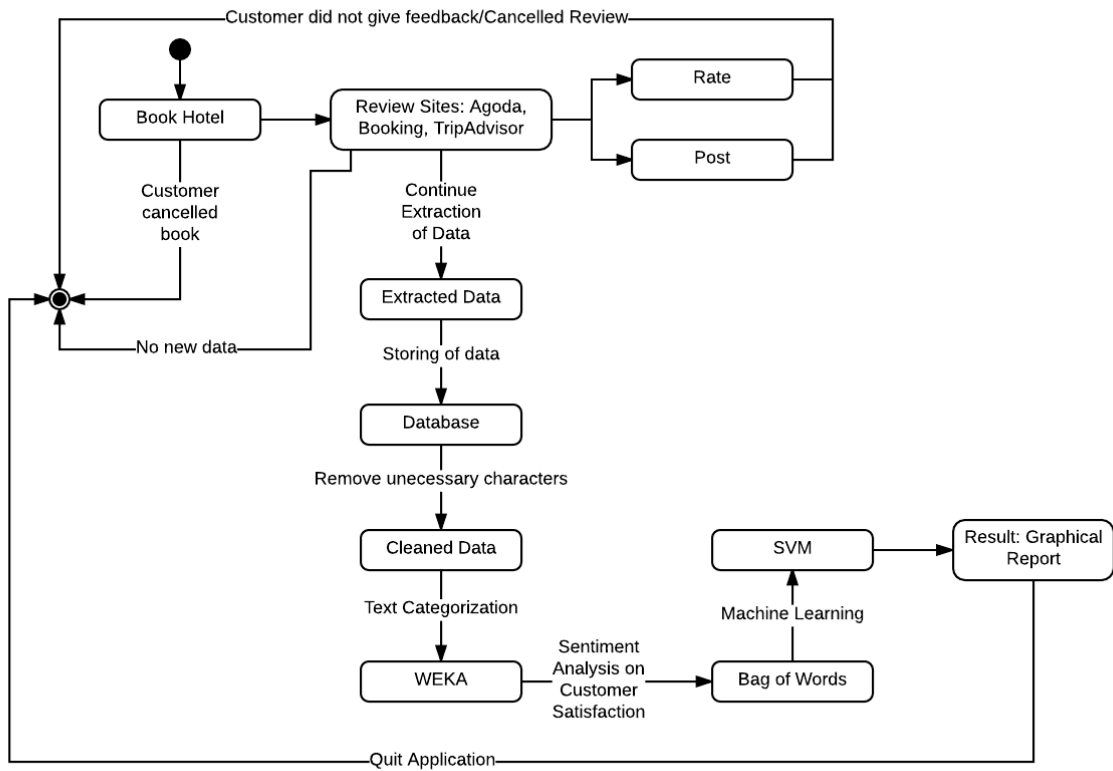 Customer did not give feedback/Cancelled Review
Book Hotel
Review Sites: Agoda,
Booking, TripAdvisor
Rate
Post
Customer
cancelled
book
Continue
Extraction
of Data
Extracted Data
No new data
Storing of data
Database
Remove unecessary characters
Cleaned Data
SVM
Result: Graphical
Report
Text Categorization
Machine Learning
WEKA
Sentiment
Analysis on
Customer
Satisfaction
Bag of Words
Quit Application